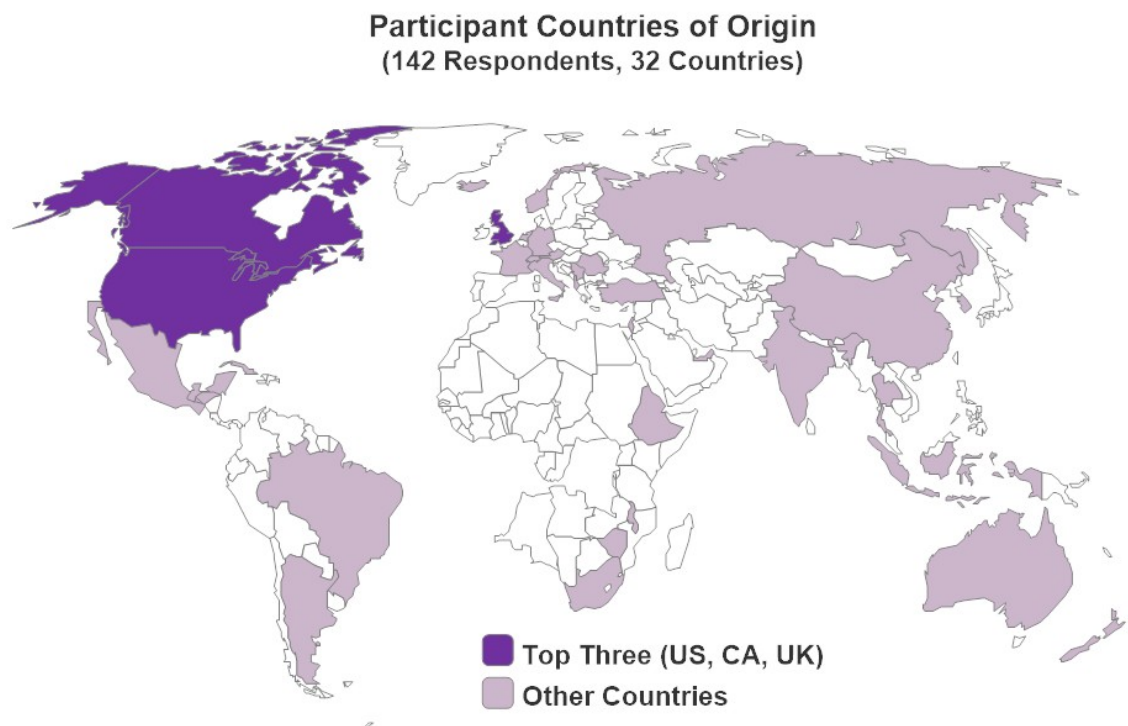 Participant Countries of Origin
(142 Respondents, 32 Countries)
Top Three (US, CA, UK)
Other Countries